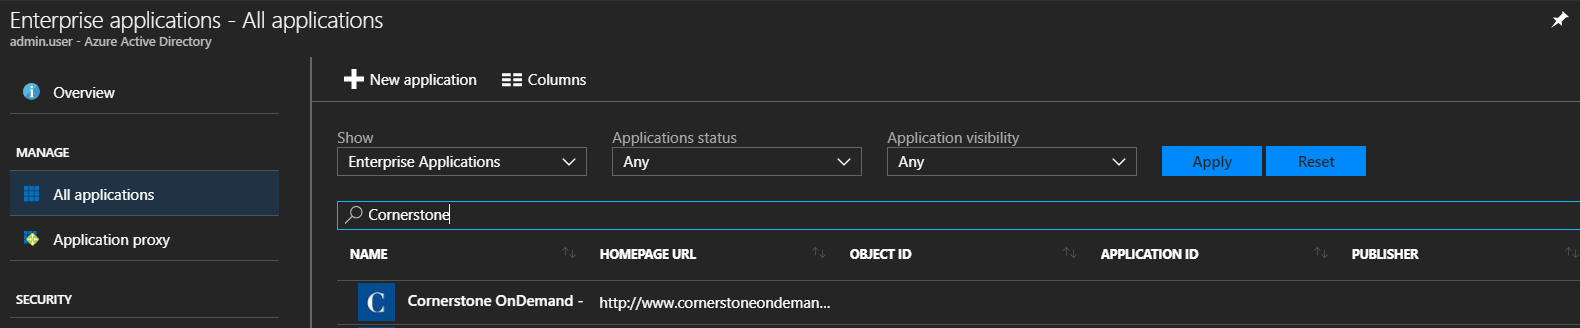 Enterprise applications - All applications
admin.user - Azure Active Directory
Overview
MANAGE
All applications
Application proxy
SECURITY
New application
Columns
Show
Applications status
Application visibility
Enterprise Applications
Any
Any
Apply
Reset
Cornerstone
NAME
HOMEPAGE URL
OBJECT ID
APPLICATION ID
PUBLISHER
C
Cornerstone OnDemand -
http://www.cornerstoneondeman...